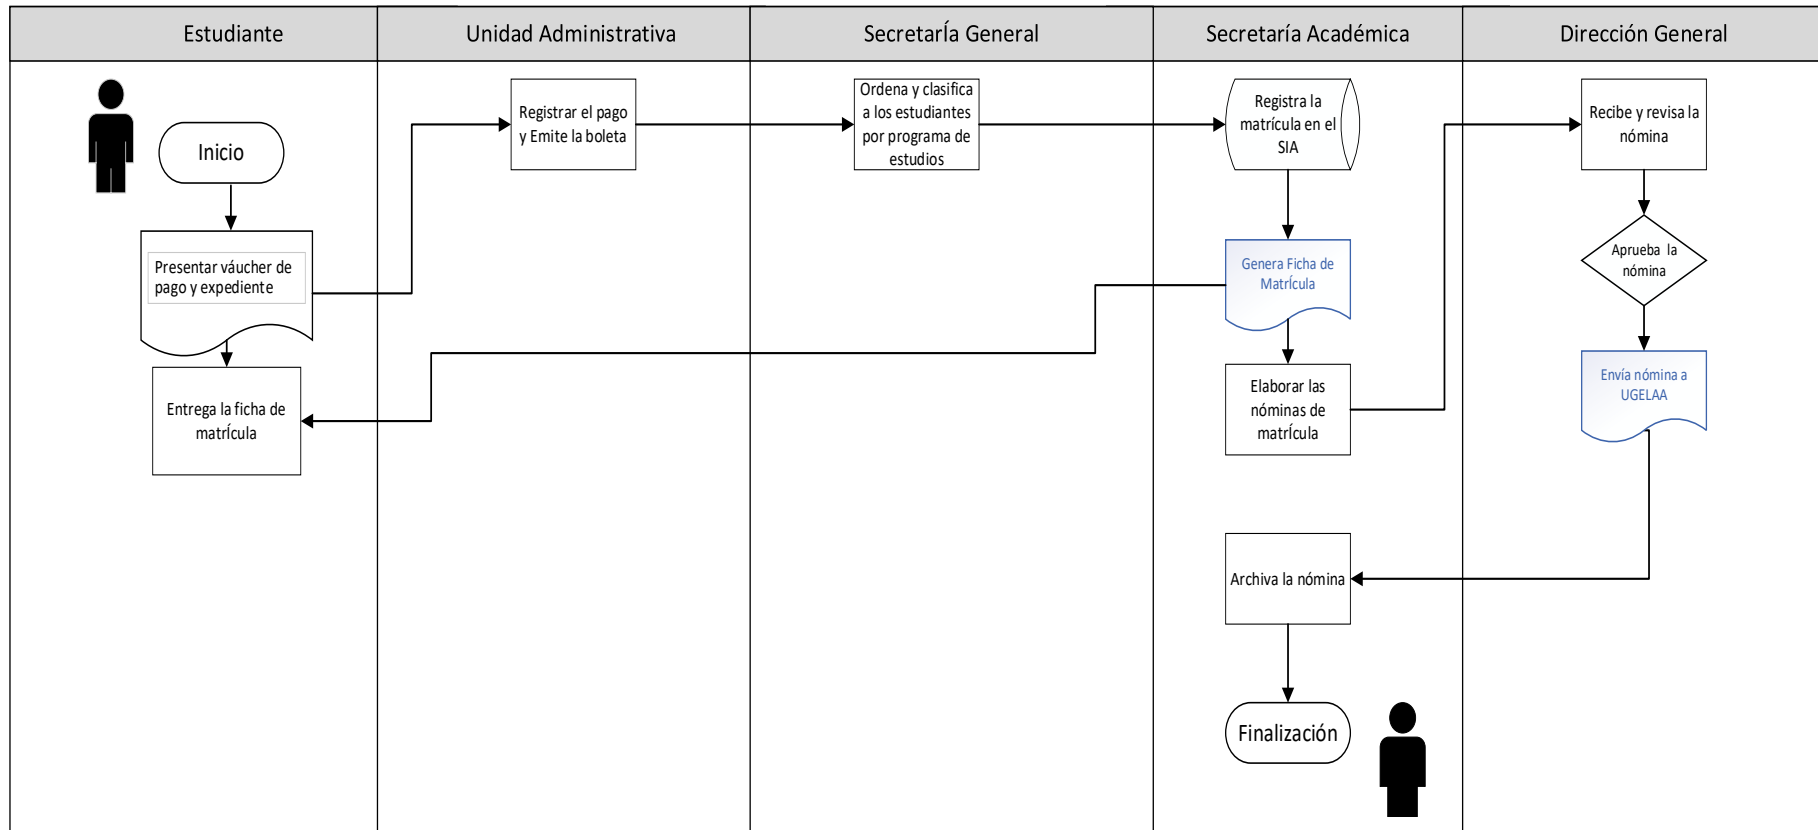 Estudiante
Unidad Administrativa
SecretarÍa General
Secretaría Académica
Dirección General
Inicio
Presentar váucher de
pago y expediente
Entrega la ficha de
matrícula
Registrar el pago
y Emite la boleta
Ordena y clasifica
a los estudiantes
por programa de
estudios
Registra la
matrícula en el
SIA
Genera Ficha de
MatrÍcula
Elaborar las
nóminas de
matrÍcula
Archiva la nómina
Finalización
Recibe y revisa la
nómina
Aprueba la
nómina
Envía nómina a
UGELAA